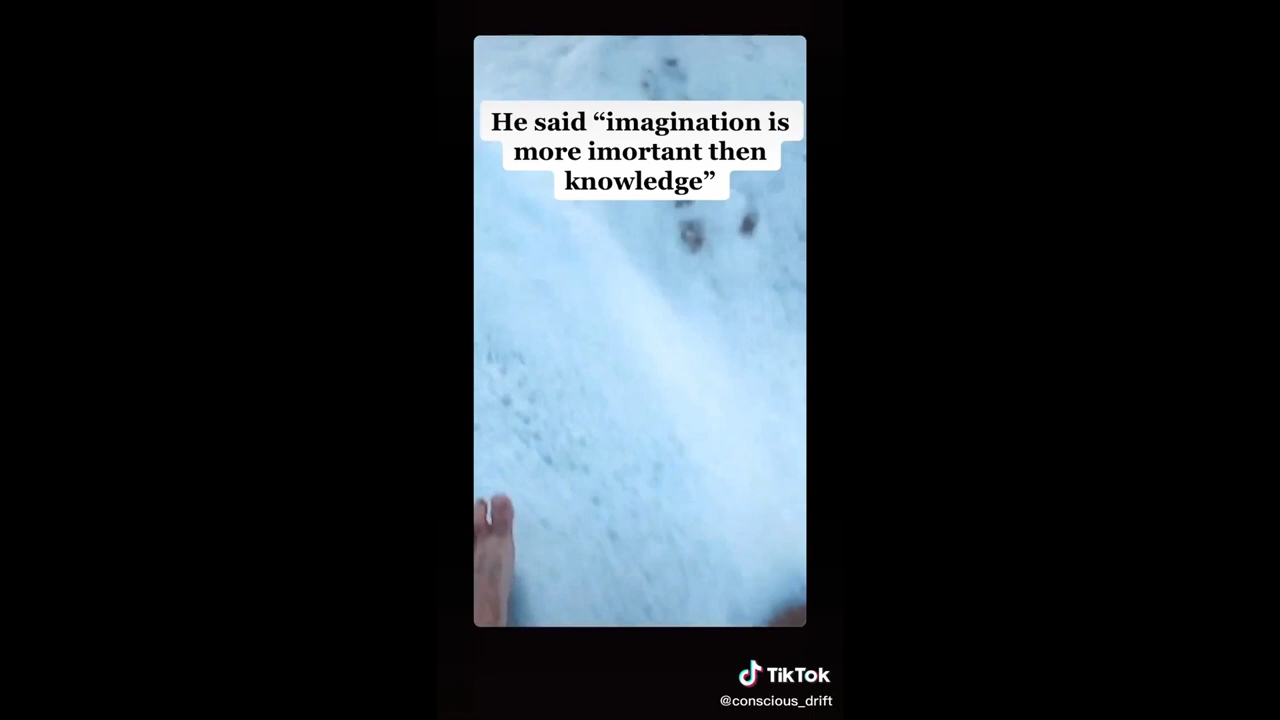 He said “imagination is
more imortant then
knowledge”
TikTok
@conscious_drift